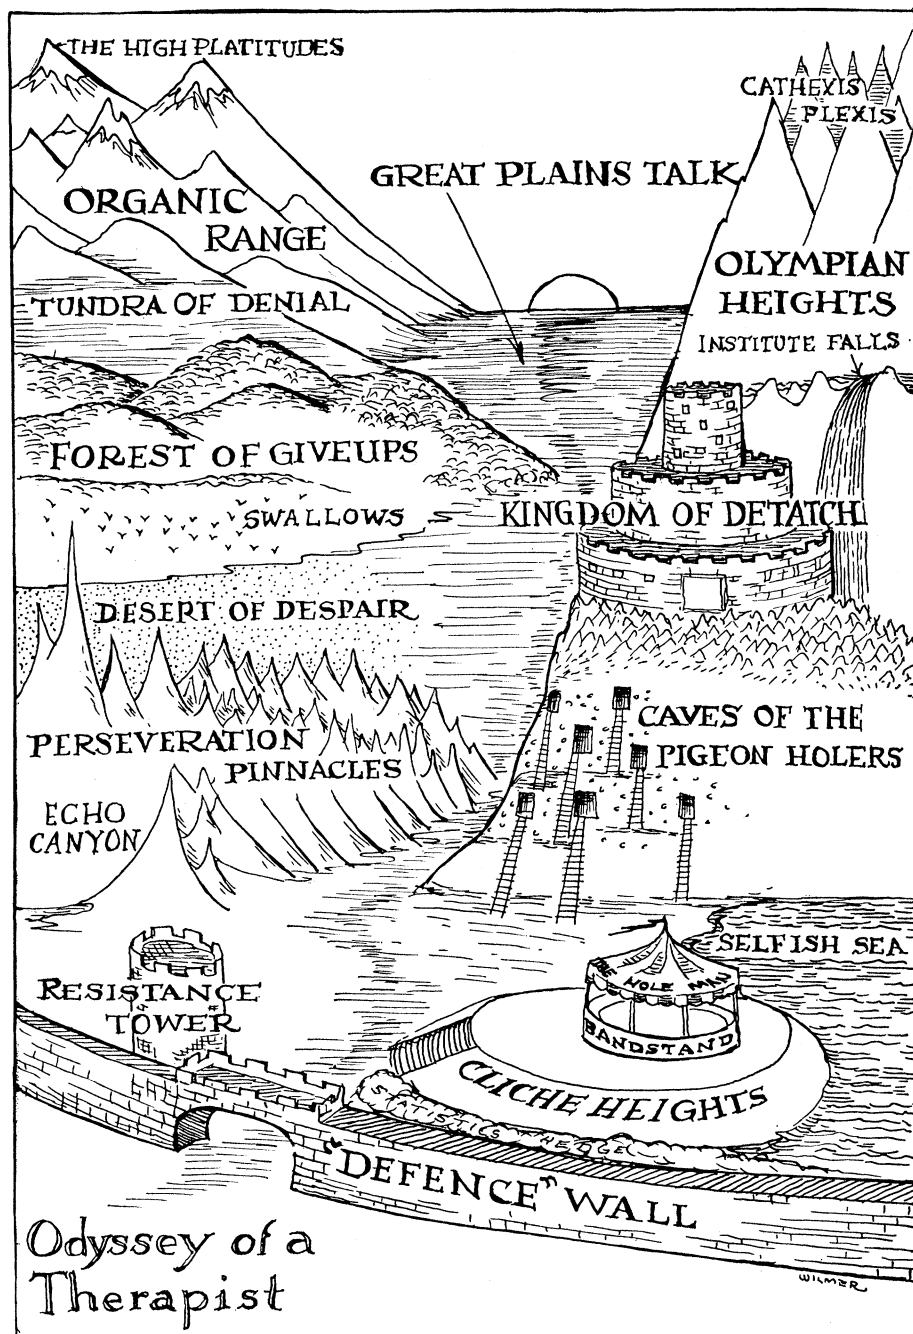 THE HIGH PLATITUDES
CATHEXIS
PLEXIS
GREAT PLAINS TALK
ORGANIC
RANGE
OLYMPIAN
HEIGHTS
TUNDRA OF DENIAL
INSTITUTE FALLS
FOREST OF GIVEUPS
SWALLOWS
KINGDOM OF DETATCH
DESERT OF DESPAIR
CAVES OF THE
PIGEON HOLERS
PERSEVERATION
PINNACLES
ECHO
CANYON
SELFISH SEA
THE HOLE MAN
BANDSTAND
RESISTANCE
TOWER
CLICHE HEIGHTS
STATISTICS
"DEFENCE" WALL
Odyssey of a
Therapist
WILMER